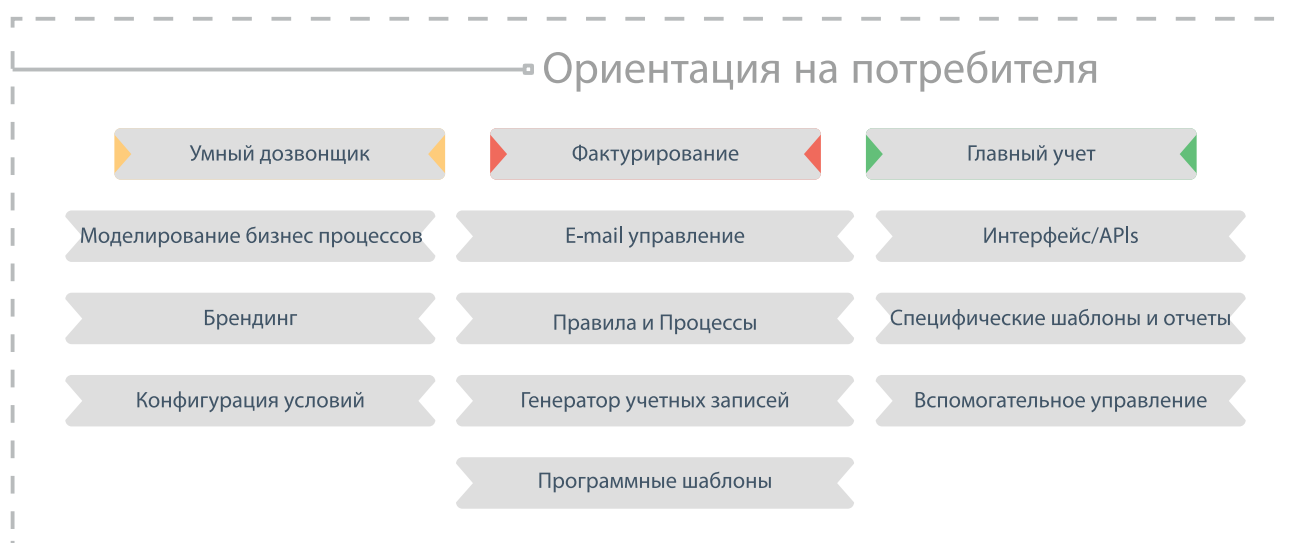 Ориентация на потребителя
Умный дозвонщик
Фактурирование
Главный учет
Моделирование бизнес процессов
E-mail управление
Интерфейс/APIs
Брендинг
Правила и Процессы
Специфические шаблоны и отчеты
Конфигурация условий
Генератор учетных записей
Вспомогательное управление
Программные шаблоны